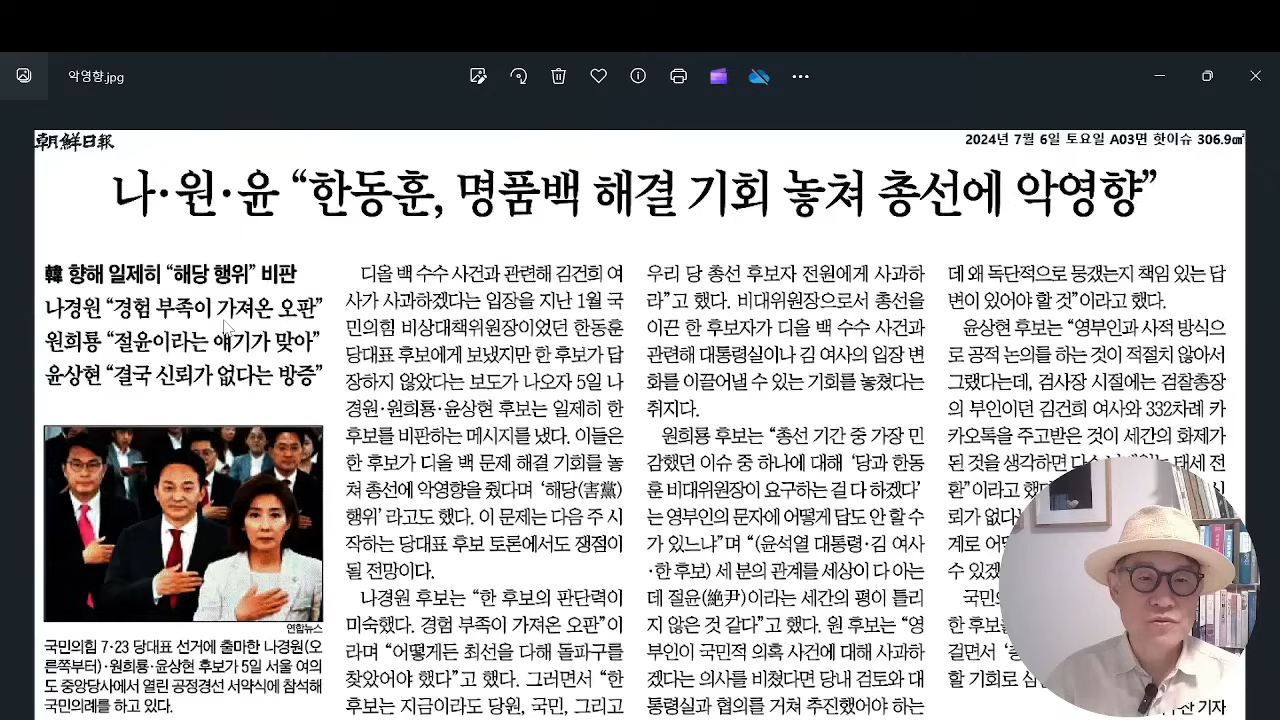 악영향.jpg
朝鮮日報
2024년 7월 6일 토요일 A03면 핫이슈 306.9㎠
나·원·윤 “한동훈, 명품백 해결 기회 놓쳐 총선에 악영향”
韓 향해 일제히 “해당 행위” 비판
나경원 “경험 부족이 가져온 오판”
원희룡 “절윤이라는 얘기가 맞아”
윤상현 “결국 신뢰가 없다는 방증”
연합뉴스
국민의힘 7·23 당대표 선거에 출마한 나경원(오
른쪽부터)·원희룡·윤상현 후보가 5일 서울 여의
도 중앙당사에서 열린 공정경선 서약식에 참석해
국민의례를 하고 있다.
디올 백 수수 사건과 관련해 김건희 여
사가 사과하겠다는 입장을 지난 1월 국
민의힘 비상대책위원장이었던 한동훈
당대표 후보에게 보냈지만 한 후보가 답
장하지 않았다는 보도가 나오자 5일 나
경원·원희룡·윤상현 후보는 일제히 한
후보를 비판하는 메시지를 냈다. 이들은
한 후보가 디올 백 문제 해결 기회를 놓
쳐 총선에 악영향을 줬다며 ‘해당(害黨)
행위’ 라고도 했다. 이 문제는 다음 주 시
작하는 당대표 후보 토론에서도 쟁점이
될 전망이다.
나경원 후보는 “한 후보의 판단력이
미숙했다. 경험 부족이 가져온 오판”이
라며 “어떻게든 최선을 다해 돌파구를
찾았어야 했다”고 했다. 그러면서 “한
후보는 지금이라도 당원, 국민, 그리고
우리 당 총선 후보자 전원에게 사과하
라”고 했다. 비대위원장으로서 총선을
이끈 한 후보자가 디올 백 수수 사건과
관련해 대통령실이나 김 여사의 입장 변
화를 이끌어낼 수 있는 기회를 놓쳤다는
취지다.
원희룡 후보는 “총선 기간 중 가장 민
감했던 이슈 중 하나에 대해 ‘당과 한동
훈 비대위원장이 요구하는 걸 다 하겠다’
는 영부인의 문자에 어떻게 답도 안 할 수
가 있느냐”며 “(윤석열 대통령·김 여사
·한 후보) 세 분의 관계를 세상이 다 아는
데 절윤(絶尹)이라는 세간의 평이 틀리
지 않은 것 같다”고 했다. 원 후보는 “영
부인이 국민적 의혹 사건에 대해 사과하
겠다는 의사를 비쳤다면 당내 검토와 대
통령실과 협의를 거쳐 추진했어야 하는
데 왜 독단적으로 뭉갰는지 책임 있는 답
변이 있어야 할 것”이라고 했다.
윤상현 후보는 “영부인과 사적 방식으
로 공적 논의를 하는 것이 적절치 않아서
그랬다는데, 검사장 시절에는 검찰총장
의 부인이던 김건희 여사와 332차례 카
카오톡을 주고받은 것이 세간의 화제가
된 것을 생각하면 태세 전
환”이라고 했
뢰가 없다
계로 어
수 있겠
국민
한 후보
걸면서
할 기회로 삼
기자